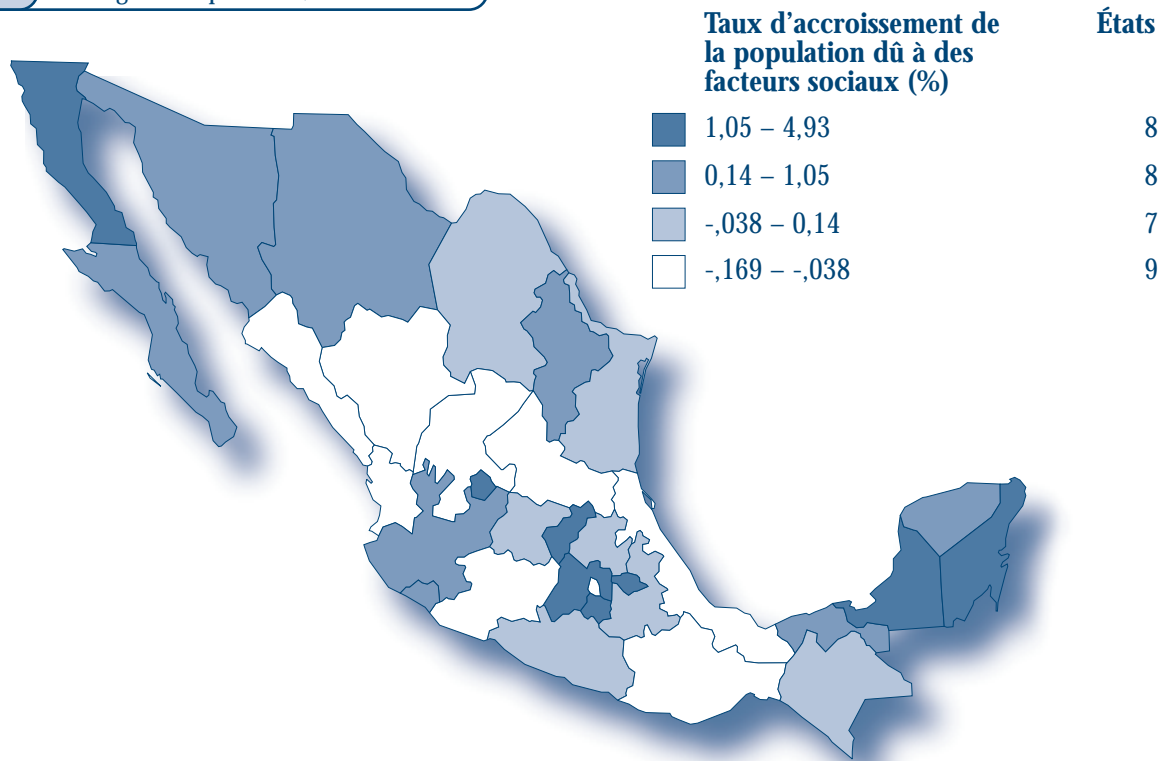 Taux d'accroissement de
la population dû à des
facteurs sociaux (%)
États
1,05 – 4,93 8
0,14 – 1,05 8
-,038 – 0,14 7
-,169 – -,038 9